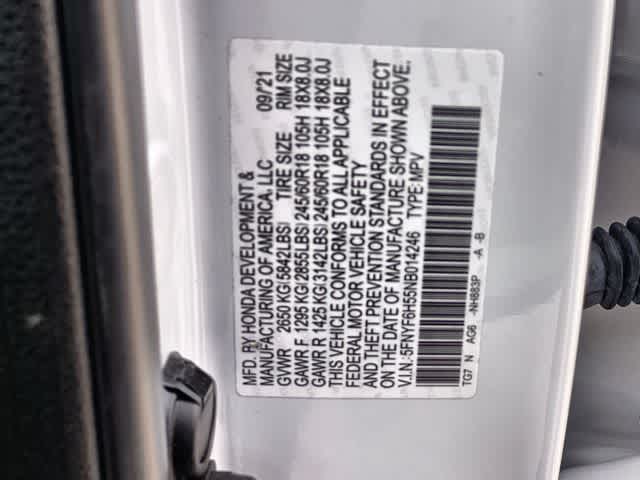 MFD. BY HONDA DEVELOPMENT &
MANUFACTURING OF AMERICA, LLC 09/21
GVWR 2650 KG(5842LBS) TIRE SIZE RIM SIZE
GAWR F 1295 KG(2855LBS) 245/60R18 105H 18X8.0J
GAWR R 1425 KG(3142LBS) 245/60R18 105H 18X8.0J
THIS VEHICLE CONFORMS TO ALL APPLICABLE
FEDERAL MOTOR VEHICLE SAFETY
AND THEFT PREVENTION STANDARDS IN EFFECT
ON THE DATE OF MANUFACTURE SHOWN ABOVE.
V.I.N.:5FNYF6H55NB014246 TYPE:MPV
TG7 N AG6 -NH883P -A -B